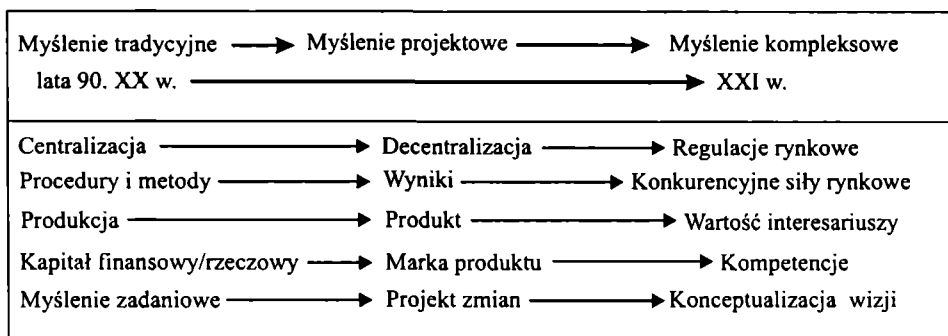 Myślenie tradycyjne Myślenie projektowe Myślenie kompleksowe
lata 90. XX w. XXI w.
Centralizacja Decentralizacja Regulacje rynkowe
Procedury i metody Wyniki Konkurencyjne siły rynkowe
Produkcja Produkt Wartość interesariuszy
Kapitał finansowy/rzeczowy Marka produktu Kompetencje
Myślenie zadaniowe Projekt zmian Konceptualizacja wizji